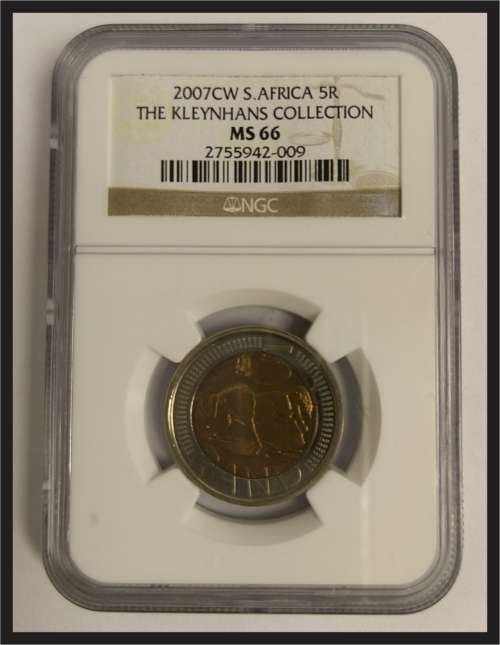 2007CW S.AFRICA 5R
THE KLEYNHANS COLLECTION
MS 66
2755942-009
NGC